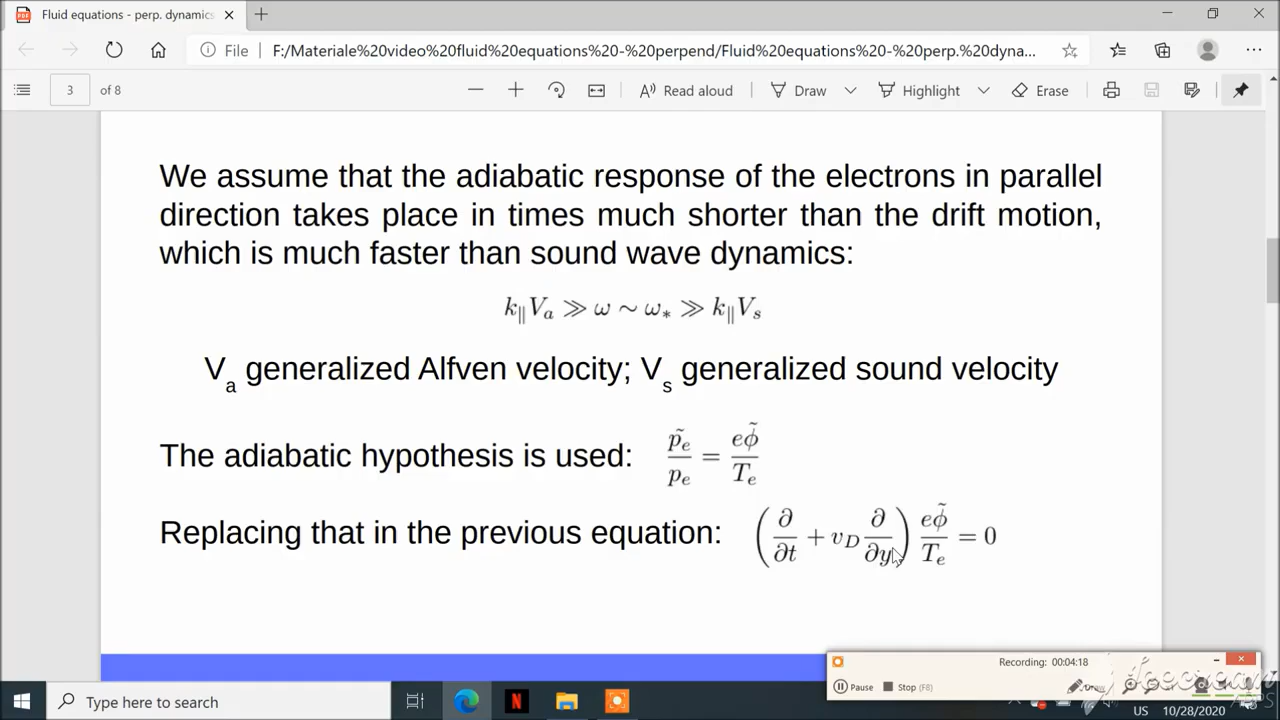 Fluid equations - perp. dynamics
File F:/Materiale%20video%20fluid%20equations%20-%20perpend/Fluid%20equations%20-%20perp.%20dyna...
3 of 8 Read aloud Draw Highlight Erase
We assume that the adiabatic response of the electrons in parallel
direction takes place in times much shorter than the drift motion,
which is much faster than sound wave dynamics:
k∥Va ≫ ω ∼ ω* ≫ k∥Vs
Va generalized Alfven velocity; Vs generalized sound velocity
The adiabatic hypothesis is used: p̃e/pe = eϕ̃/Te
Replacing that in the previous equation: (∂/∂t + vD ∂/∂y) eϕ̃/Te = 0
Recording: 00:04:18
Pause Stop (F8)
Type here to search
US 10/28/2020